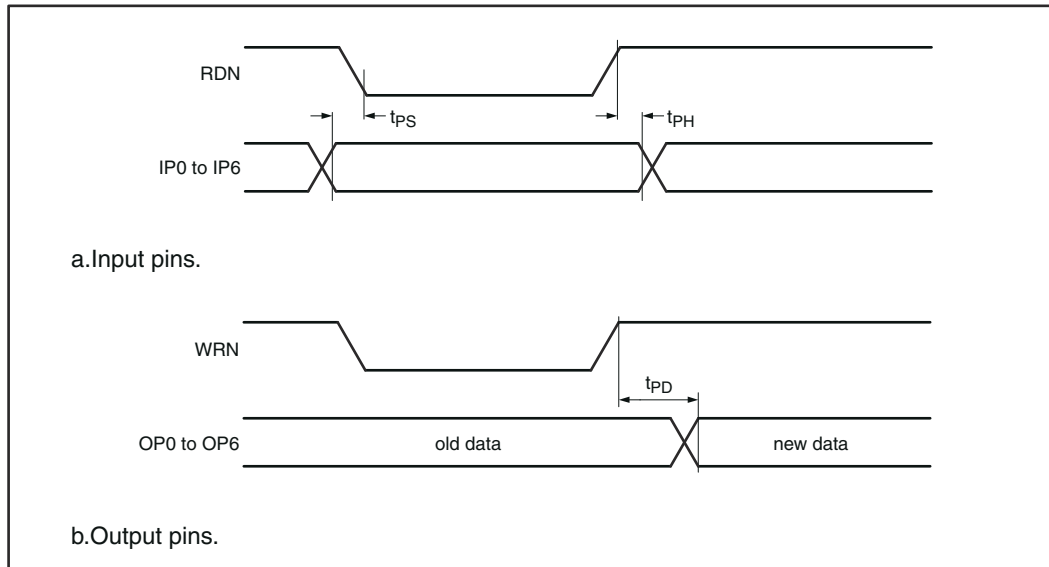 RDN
tPS
tPH
IP0 to IP6
a.Input pins.
WRN
tPD
OP0 to OP6 old data new data
b.Output pins.